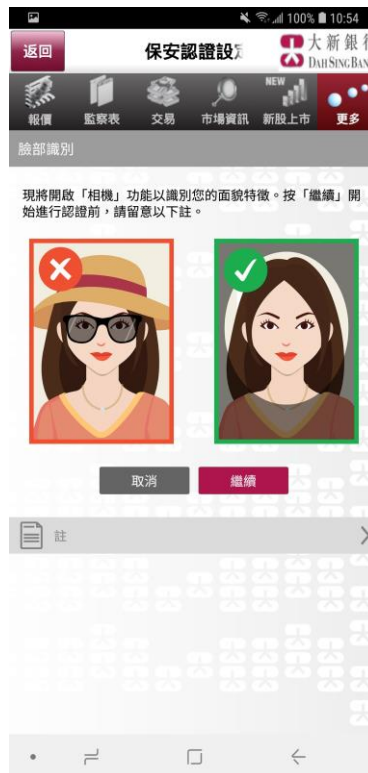 100% 10:54
返回
保安認證設定
大新銀行
DAH SING BAN
報價
監察表
交易
市場資訊
NEW
新股上市
更多
臉部識別
現將開啟「相機」功能以識別您的面貌特徵。按「繼續」開
始進行認證前，請留意以下註。
取消
繼續
註